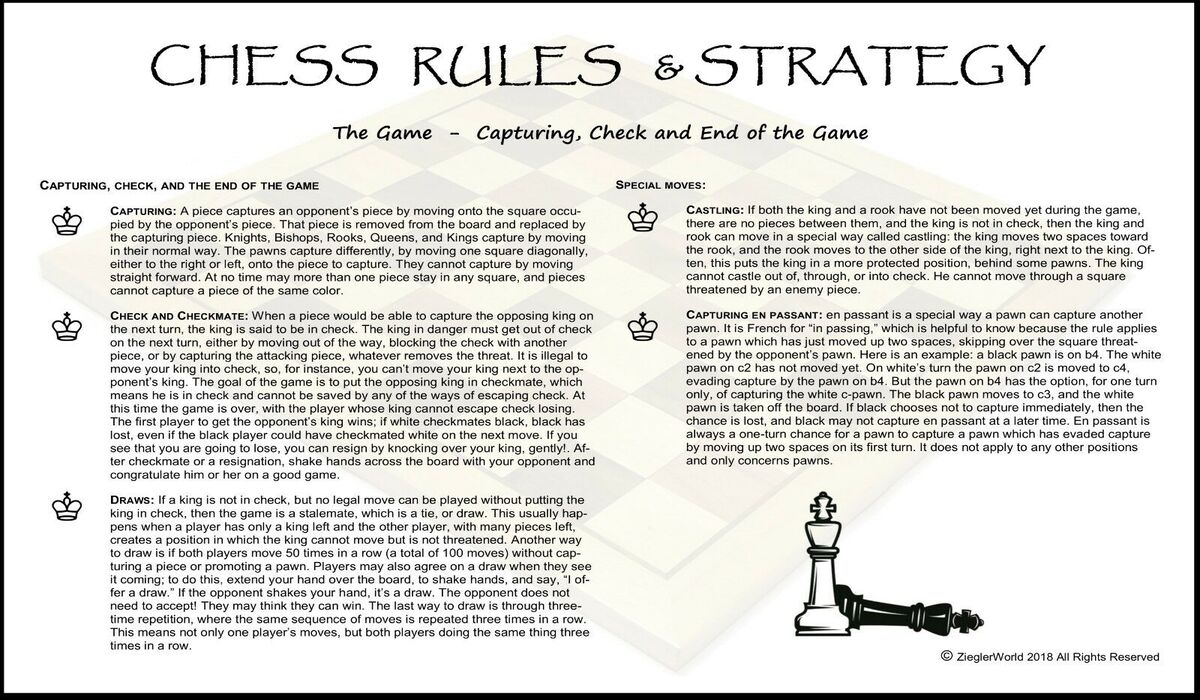 CHESS RULES & STRATEGY
The Game - Capturing, Check and End of the Game
CAPTURING, CHECK, AND THE END OF THE GAME
CAPTURING: A piece captures an opponent's piece by moving onto the square occu-
pied by the opponent's piece. That piece is removed from the board and replaced by
the capturing piece. Knights, Bishops, Rooks, Queens, and Kings capture by moving
in their normal way. The pawns capture differently, by moving one square diagonally,
either to the right or left, onto the piece to capture. They cannot capture by moving
straight forward. At no time may more than one piece stay in any square, and pieces
cannot capture a piece of the same color.
CHECK AND CHECKMATE: When a piece would be able to capture the opposing king on
the next turn, the king is said to be in check. The king in danger must get out of check
on the next turn, either by moving out of the way, blocking the check with another
piece, or by capturing the attacking piece, whatever removes the threat. It is illegal to
move your king into check, so, for instance, you can't move your king next to the op-
ponent's king. The goal of the game is to put the opposing king in checkmate, which
means he is in check and cannot be saved by any of the ways of escaping check. At
this time the game is over, with the player whose king cannot escape check losing.
The first player to get the opponent's king wins; if white checkmates black, black has
lost, even if the black player could have checkmated white on the next move. If you
see that you are going to lose, you can resign by knocking over your king, gently!. Af-
ter checkmate or a resignation, shake hands across the board with your opponent and
congratulate him or her on a good game.
DRAWS: If a king is not in check, but no legal move can be played without putting the
king in check, then the game is a stalemate, which is a tie, or draw. This usually hap-
pens when a player has only a king left and the other player, with many pieces left,
creates a position in which the king cannot move but is not threatened. Another way
to draw is if both players move 50 times in a row (a total of 100 moves) without cap-
turing a piece or promoting a pawn. Players may also agree on a draw when they see
it coming; to do this, extend your hand over the board, to shake hands, and say, "I of-
fer a draw." If the opponent shakes your hand, it's a draw. The opponent does not
need to accept! They may think they can win. The last way to draw is through three-
time repetition, where the same sequence of moves is repeated three times in a row.
This means not only one player's moves, but both players doing the same thing three
times in a row.
SPECIAL MOVES:
CASTLING: If both the king and a rook have not been moved yet during the game,
there are no pieces between them, and the king is not in check, then the king and
rook can move in a special way called castling: the king moves two spaces toward
the rook, and the rook moves to the other side of the king, right next to the king. Of-
ten, this puts the king in a more protected position, behind some pawns. The king
cannot castle out of, through, or into check. He cannot move through a square
threatened by an enemy piece.
CAPTURING EN PASSANT: en passant is a special way a pawn can capture another
pawn. It is French for "in passing," which is helpful to know because the rule applies
to a pawn which has just moved up two spaces, skipping over the square threat-
ened by the opponent's pawn. Here is an example: a black pawn is on b4. The white
pawn on c2 has not moved yet. On white's turn the pawn on c2 is moved to c4,
evading capture by the pawn on b4. But the pawn on b4 has the option, for one turn
only, of capturing the white c-pawn. The black pawn moves to c3, and the white
pawn is taken off the board. If black chooses not to capture immediately, then the
chance is lost, and black may not capture en passant at a later time. En passant is
always a one-turn chance for a pawn to capture a pawn which has evaded capture
by moving up two spaces on its first turn. It does not apply to any other positions
and only concerns pawns.
© ZieglerWorld 2018 All Rights Reserved